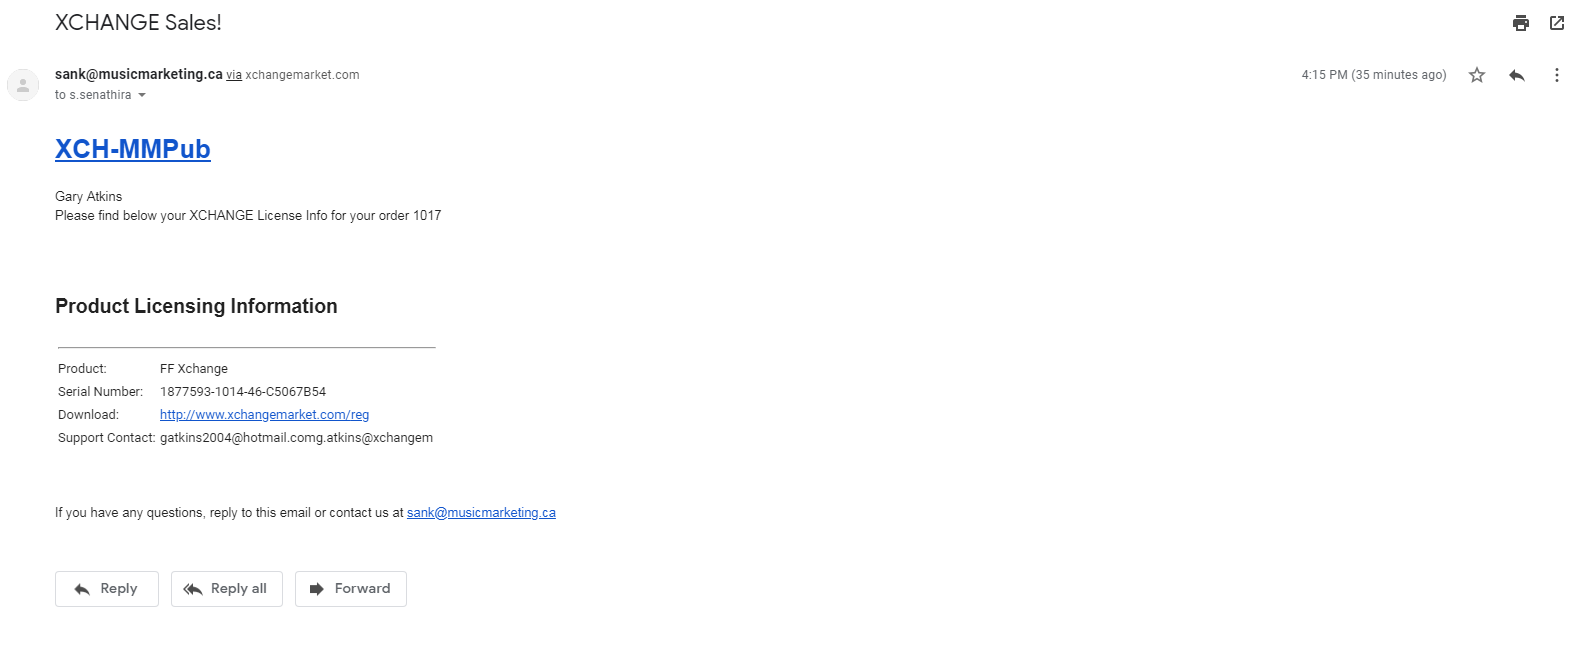 XCHANGE Sales!
sank@musicmarketing.ca via xchangemarket.com
4:15 PM (35 minutes ago)
to s.senathira
XCH-MMPub
Gary Atkins
Please find below your XCHANGE License Info for your order 1017
Product Licensing Information
Product: FF Xchange
Serial Number: 1877593-1014-46-C5067B54
Download: http://www.xchangemarket.com/reg
Support Contact: gatkins2004@hotmail.comg.atkins@xchangem
If you have any questions, reply to this email or contact us at sank@musicmarketing.ca
Reply Reply all Forward